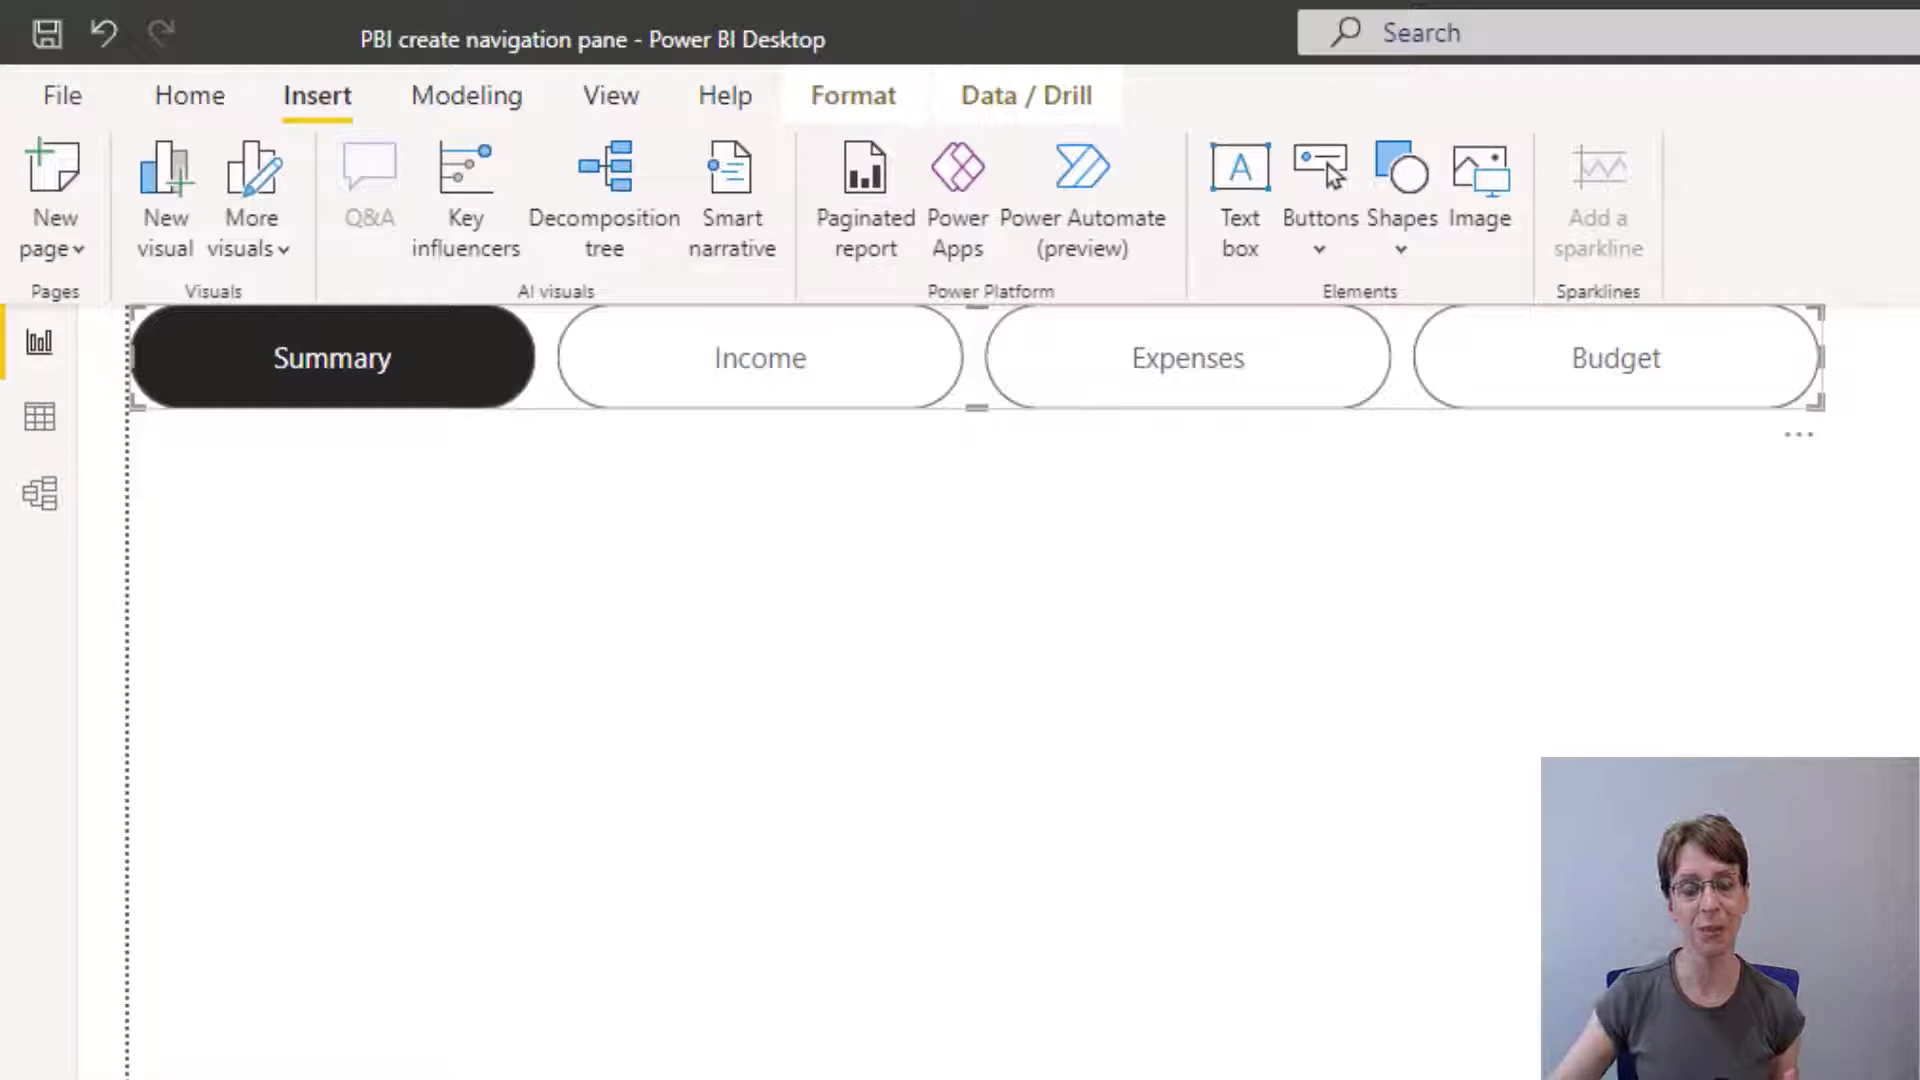 PBI create navigation pane - Power BI Desktop
Search
File Home Insert Modeling View Help Format Data / Drill
New page
New visual
More visuals
Q&A
Key influencers
Decomposition tree
Smart narrative
Paginated report
Power Apps
Power Automate (preview)
Text box
Buttons
Shapes
Image
Add a sparkline
Pages
Visuals
AI visuals
Power Platform
Elements
Sparklines
Summary
Income
Expenses
Budget